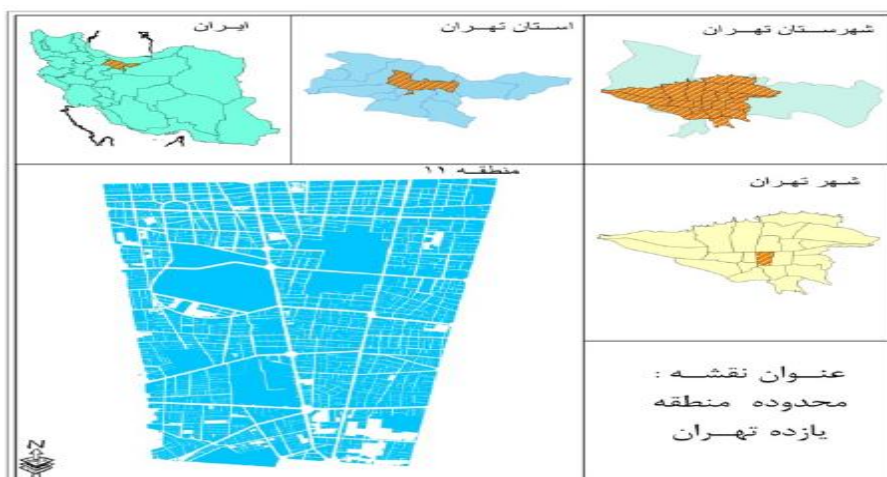 ایران
استان تهران
شهرستان تهران
منطقه ۱۱
شهر تهران
عنوان نقشه :
محدوده منطقه
یازده تهران
N